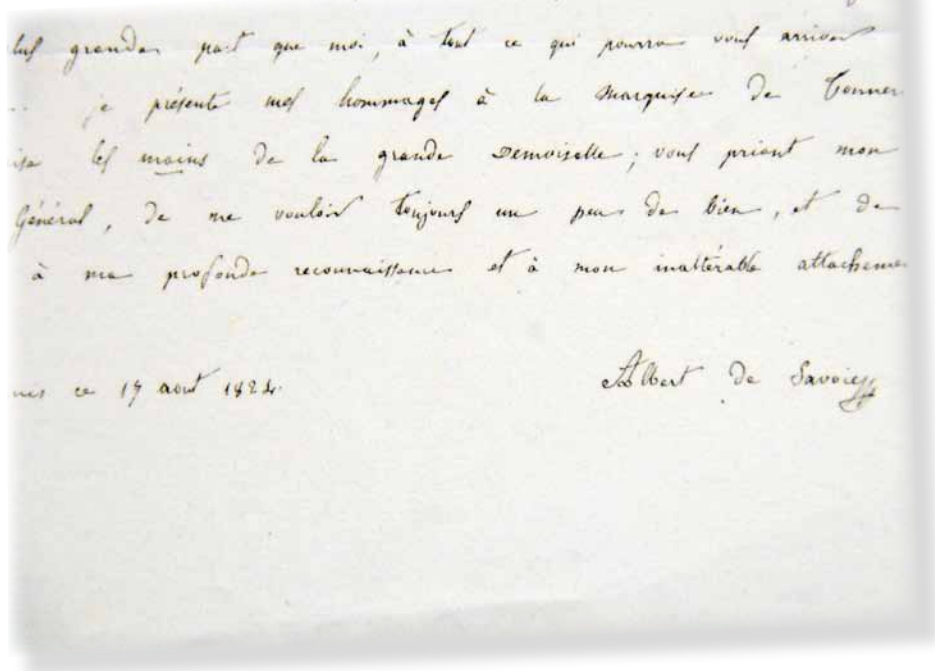 plus grande part que moi, à tout ce qui pourra vous arriver
je présente mes hommages à la Marquise De Tonner
les mains De la grande Demoiselle; vous priant mon
Général, De me vouloir toujours un peu De bien, et De
à ma profonde reconnaissance et à mon inaltérable attacheme
ce 17 aout 1824.
Albert De Savoie